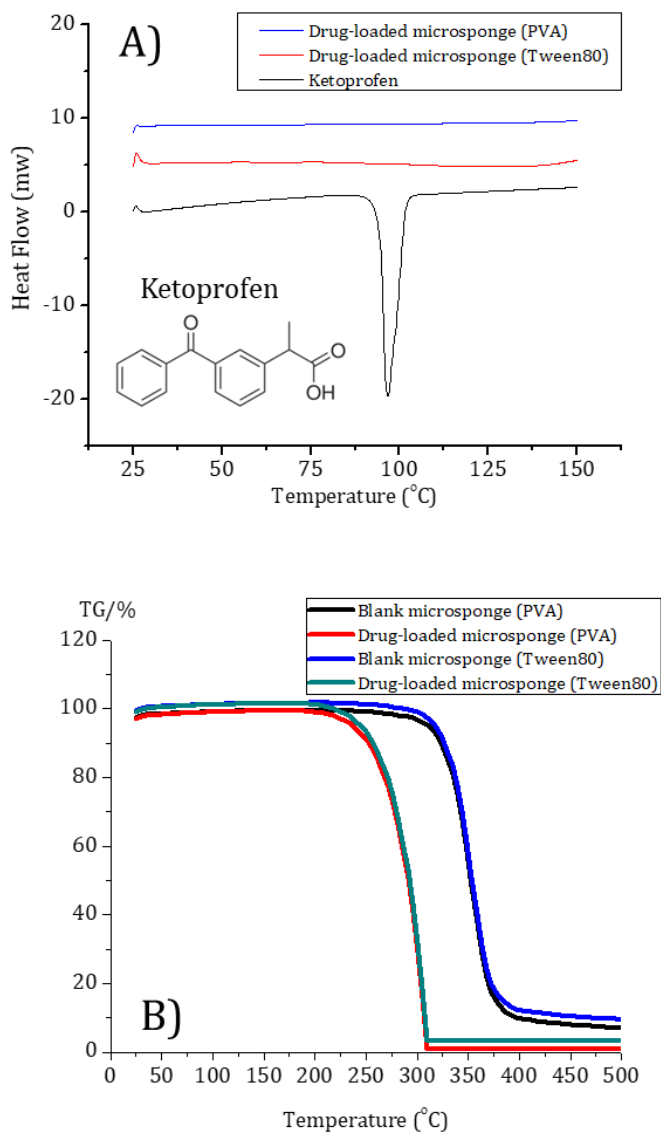 A)
Drug-loaded microsponge (PVA)
Drug-loaded microsponge (Tween80)
Ketoprofen
Heat Flow (mw)
20
10
0
-10
-20
Ketoprofen
O
O
OH
25 50 75 100 125 150
Temperature (°C)
TG/%
Blank microsponge (PVA)
Drug-loaded microsponge (PVA)
Blank microsponge (Tween80)
Drug-loaded microsponge (Tween80)
120
100
80
60
40
20
0
B)
0 50 100 150 200 250 300 350 400 450 500
Temperature (°C)